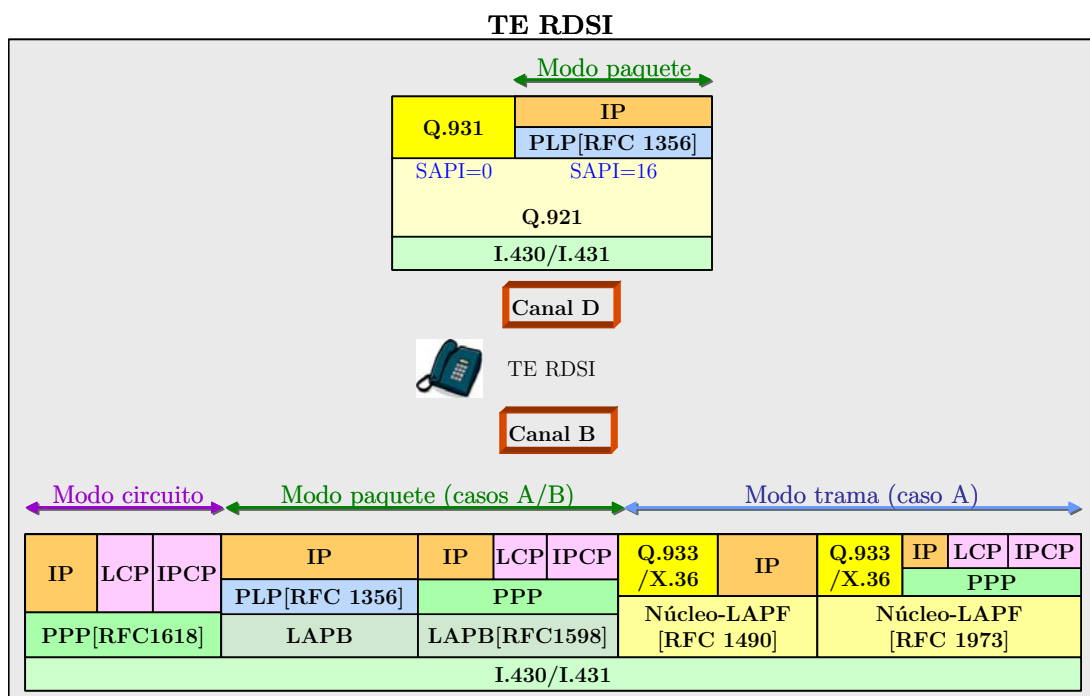 TE RDSI
Modo paquete
Q.931
IP
PLP[RFC 1356]
SAPI=0
SAPI=16
Q.921
I.430/I.431
Canal D
TE RDSI
Canal B
Modo circuito
Modo paquete (casos A/B)
Modo trama (caso A)
IP
LCP
IPCP
PPP[RFC1618]
IP
PLP[RFC 1356]
LAPB
IP
LCP
IPCP
PPP
LAPB[RFC1598]
Q.933
/X.36
IP
Núcleo-LAPF
[RFC 1490]
Q.933
/X.36
IP
LCP
IPCP
PPP
Núcleo-LAPF
[RFC 1973]
I.430/I.431